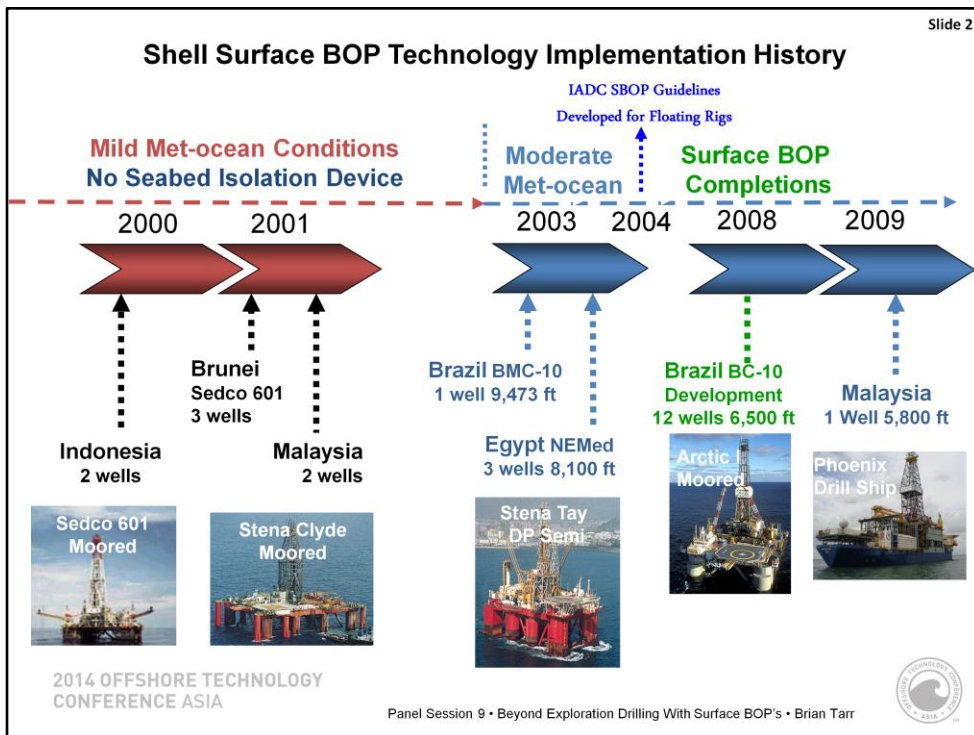 Slide 2
Shell Surface BOP Technology Implementation History
IADC SBOP Guidelines
Developed for Floating Rigs
Mild Met-ocean Conditions
No Seabed Isolation Device
Moderate
Met-ocean
Surface BOP
Completions
2000
2001
2003
2004
2008
2009
Indonesia
2 wells
Brunei
Sedco 601
3 wells
Malaysia
2 wells
Brazil BMC-10
1 well 9,473 ft
Egypt NEMed
3 wells 8,100 ft
Brazil BC-10
Development
12 wells 6,500 ft
Malaysia
1 Well 5,800 ft
Sedco 601
Moored
Stena Clyde
Moored
Stena Tay
DP Semi
Arctic I
Moored
Phoenix
Drill Ship
2014 OFFSHORE TECHNOLOGY
CONFERENCE ASIA
Panel Session 9 • Beyond Exploration Drilling With Surface BOP's • Brian Tarr
OFFSHORE TECHNOLOGY CONFERENCE
• ASIA •